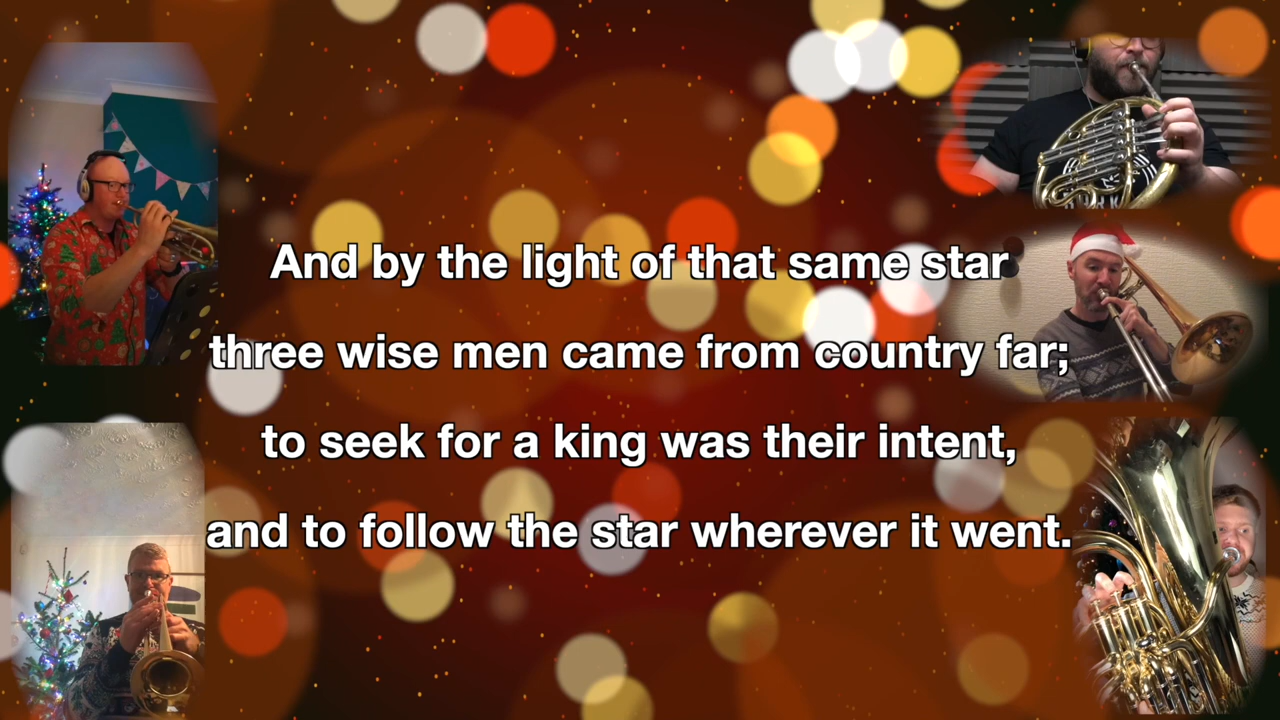 And by the light of that same star
three wise men came from country far;
to seek for a king was their intent,
and to follow the star wherever it went.